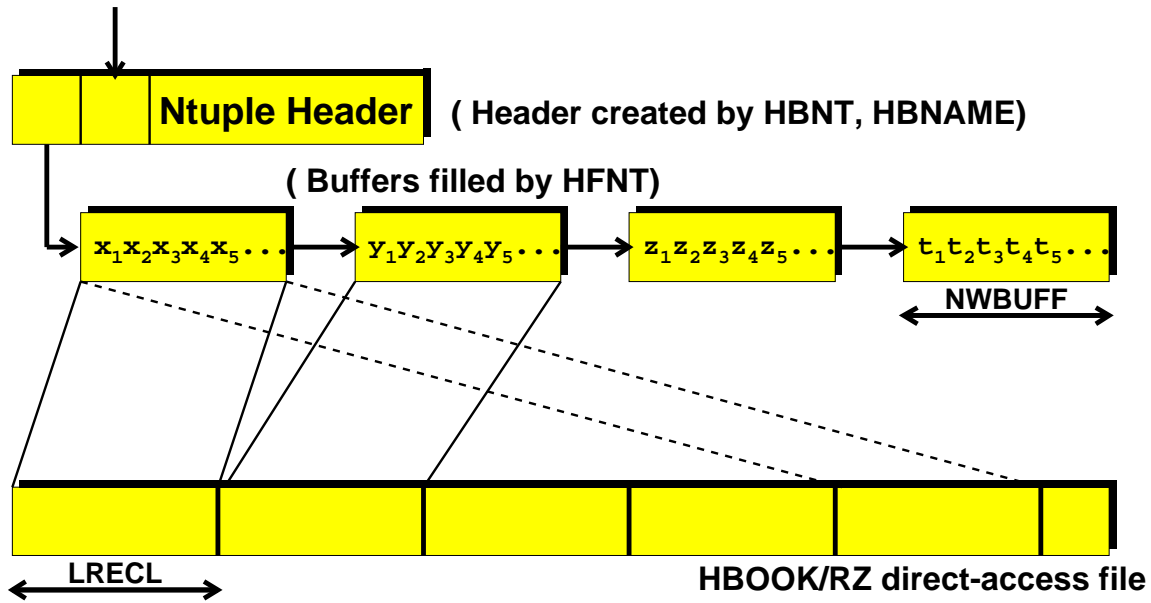 Ntuple Header
( Header created by HBNT, HBNAME)
( Buffers filled by HFNT)
x₁x₂x₃x₄x₅...
y₁y₂y₃y₄y₅...
z₁z₂z₃z₄z₅...
t₁t₂t₃t₄t₅...
NWBUFF
LRECL
HBOOK/RZ direct-access file